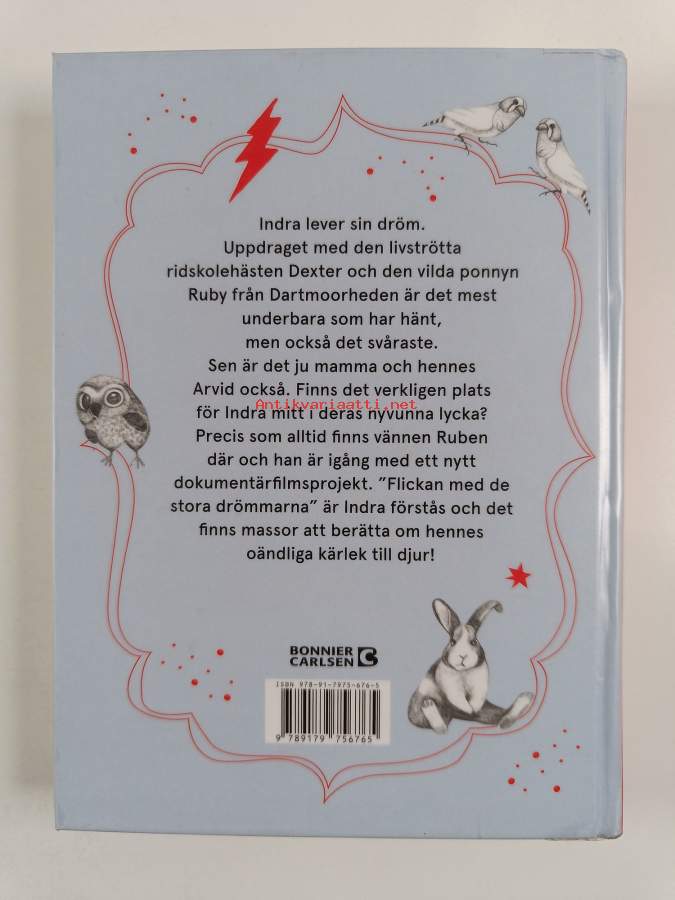 Indra lever sin dröm.
Uppdraget med den livströtta
ridskolehästen Dexter och den vilda ponnyn
Ruby från Dartmoorheden är det mest
underbara som har hänt,
men också det svåraste.
Sen är det ju mamma och hennes
Arvid också. Finns det verkligen plats
Antikvariaatti.net
för Indra mitt i deras nyvunna lycka?
Precis som alltid finns vännen Ruben
där och han är igång med ett nytt
dokumentärfilmsprojekt. ”Flickan med de
stora drömmarna” är Indra förstås och det
finns massor att berätta om hennes
oändliga kärlek till djur!
BONNIER
CARLSEN
ISBN 978-91-7975-676-5
9 789179 756765